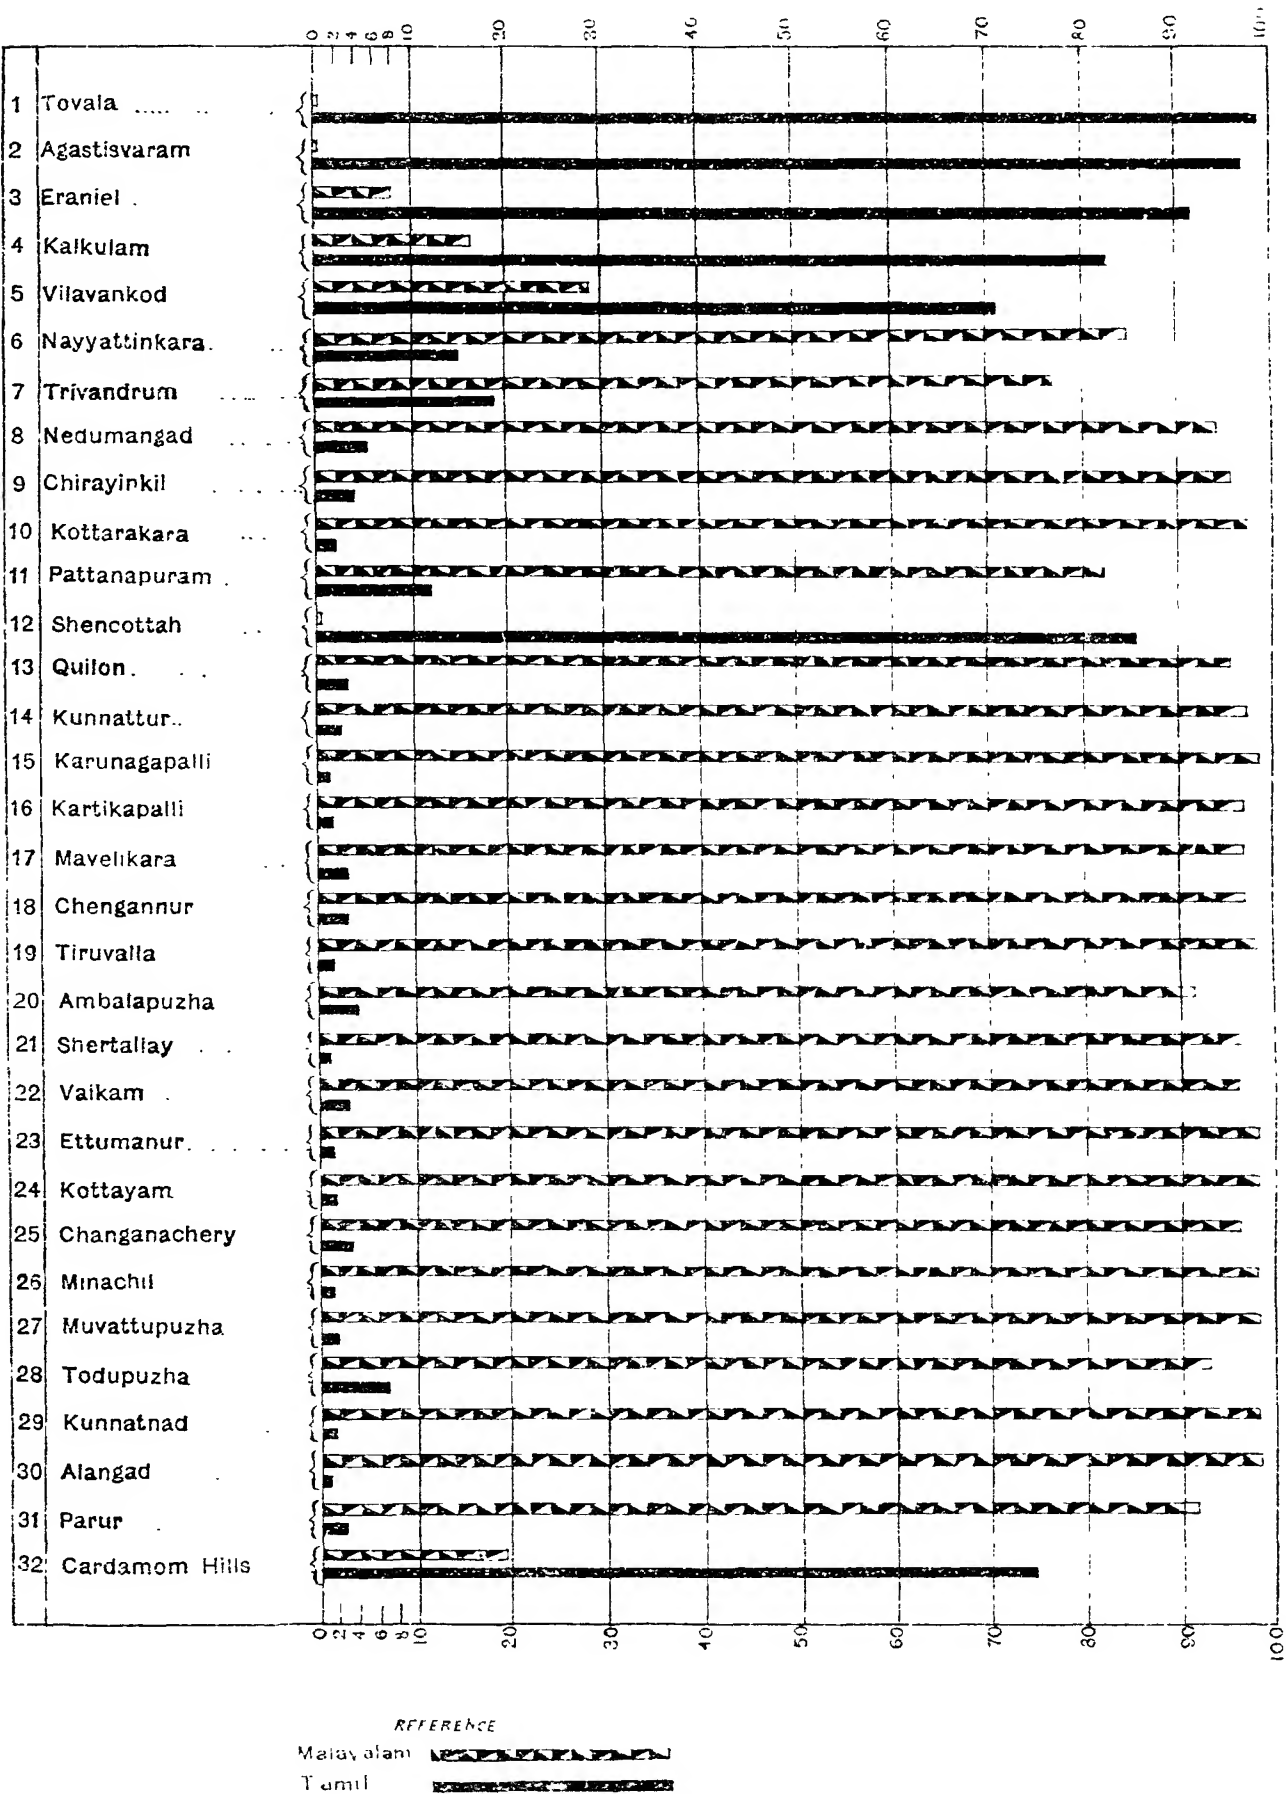 0 2 4 6 8 10 20 30 40 50 60 70 80 90 100
1 Tovala
2 Agastisvaram
3 Eraniel
4 Kalkulam
5 Vilavankod
6 Nayyattinkara
7 Trivandrum
8 Nedumangad
9 Chirayinkil
10 Kottarakara
11 Pattanapuram
12 Shencottah
13 Quilon
14 Kunnattur
15 Karunagapalli
16 Kartikapalli
17 Mavelikara
18 Chengannur
19 Tiruvalla
20 Ambalapuzha
21 Shertallay
22 Vaikam
23 Ettumanur
24 Kottayam
25 Changanachery
26 Minachil
27 Muvattupuzha
28 Todupuzha
29 Kunnatnad
30 Alangad
31 Parur
32 Cardamom Hills
0 2 4 6 8 10 20 30 40 50 60 70 80 90 100
REFERENCE
Malayalam
Tamil